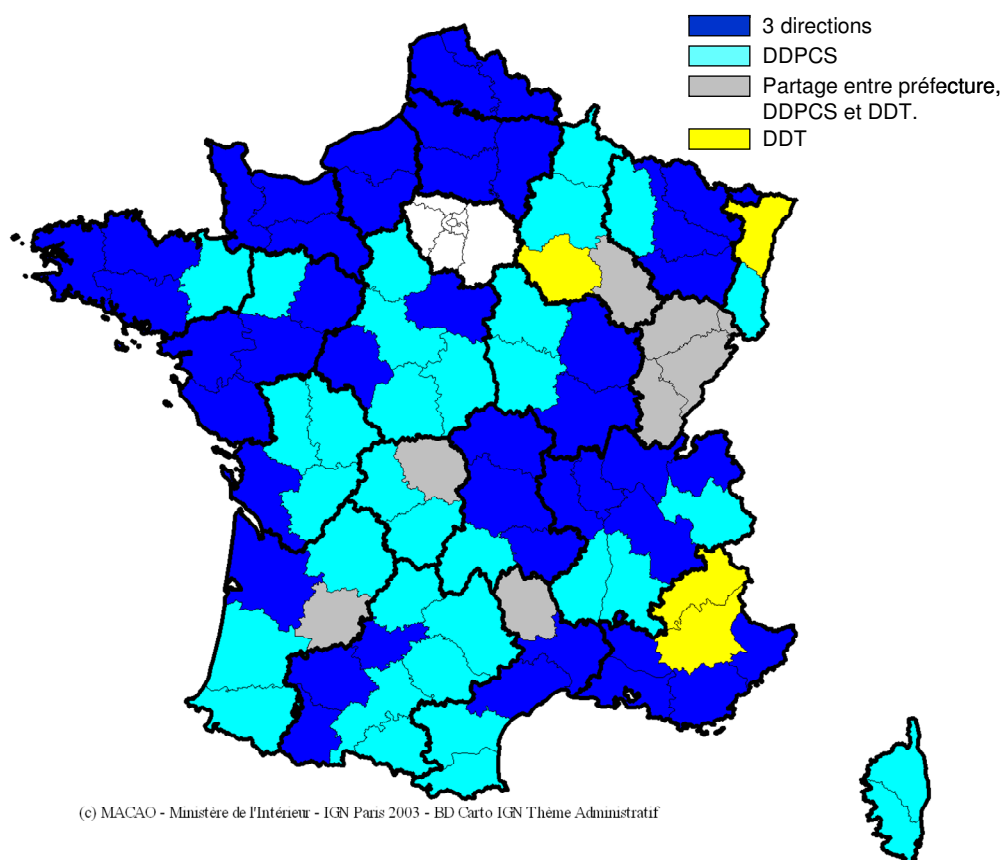 3 directions
DDPCS
Partage entre préfecture,
DDPCS et DDT.
DDT
(c) MACAO - Ministère de l'Intérieur - IGN Paris 2003 - BD Carto IGN Thème Administratif